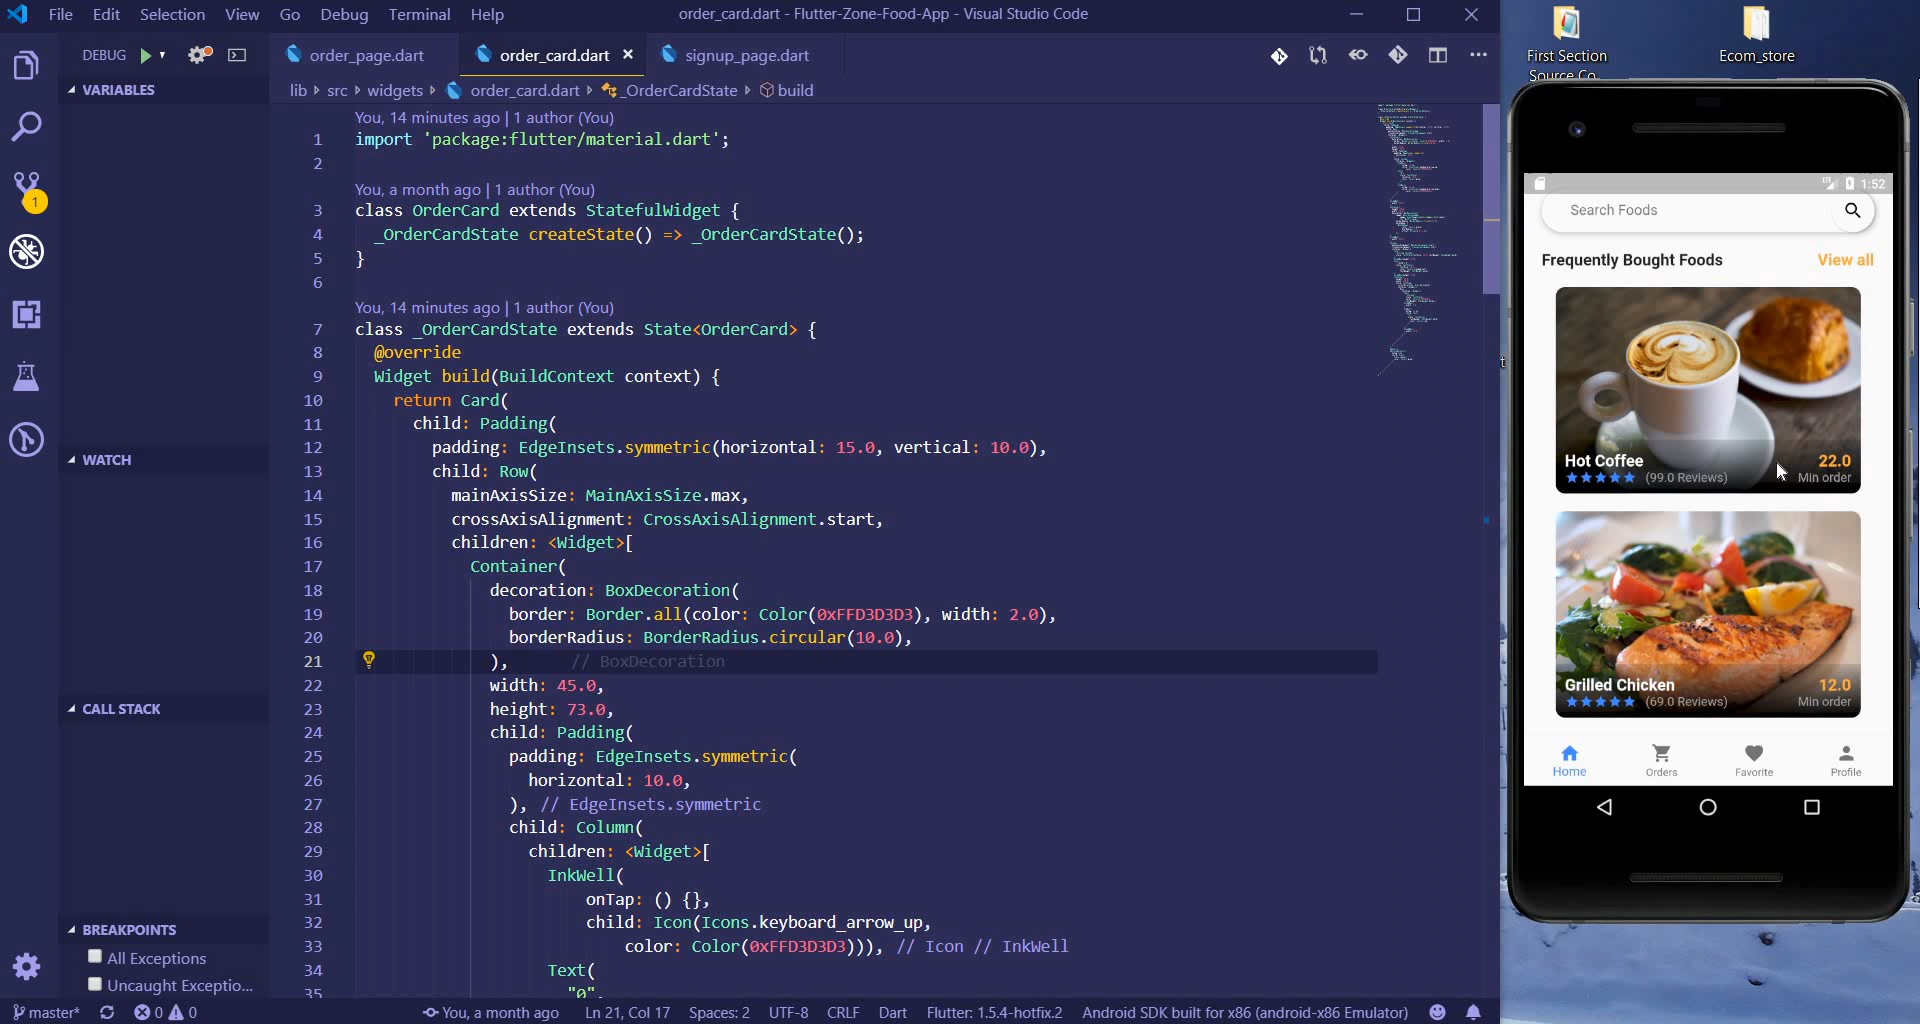 File Edit Selection View Go Debug Terminal Help
order_card.dart - Flutter-Zone-Food-App - Visual Studio Code
DEBUG
order_page.dart
order_card.dart
signup_page.dart
lib src widgets order_card.dart _OrderCardState build
VARIABLES
WATCH
CALL STACK
BREAKPOINTS
All Exceptions
Uncaught Exceptio...
1
You, 14 minutes ago | 1 author (You)
1 import 'package:flutter/material.dart';
2
You, a month ago | 1 author (You)
3 class OrderCard extends StatefulWidget {
4 _OrderCardState createState() => _OrderCardState();
5 }
6
You, 14 minutes ago | 1 author (You)
7 class _OrderCardState extends State<OrderCard> {
8 @override
9 Widget build(BuildContext context) {
10 return Card(
11 child: Padding(
12 padding: EdgeInsets.symmetric(horizontal: 15.0, vertical: 10.0),
13 child: Row(
14 mainAxisSize: MainAxisSize.max,
15 crossAxisAlignment: CrossAxisAlignment.start,
16 children: <Widget>[
17 Container(
18 decoration: BoxDecoration(
19 border: Border.all(color: Color(0xFFD3D3D3), width: 2.0),
20 borderRadius: BorderRadius.circular(10.0),
21 ), // BoxDecoration
22 width: 45.0,
23 height: 73.0,
24 child: Padding(
25 padding: EdgeInsets.symmetric(
26 horizontal: 10.0,
27 ), // EdgeInsets.symmetric
28 child: Column(
29 children: <Widget>[
30 InkWell(
31 onTap: () {},
32 child: Icon(Icons.keyboard_arrow_up,
33 color: Color(0xFFD3D3D3))), // Icon // InkWell
34 Text(
35 "0",
master* 0 0
You, a month ago Ln 21, Col 17 Spaces: 2 UTF-8 CRLF Dart Flutter: 1.5.4-hotfix.2 Android SDK built for x86 (android-x86 Emulator)
First Section
Source Co...
Ecom_store
1:52
Search Foods
Frequently Bought Foods View all
Hot Coffee 22.0
(99.0 Reviews) Min order
Grilled Chicken 12.0
(69.0 Reviews) Min order
Home Orders Favorite Profile